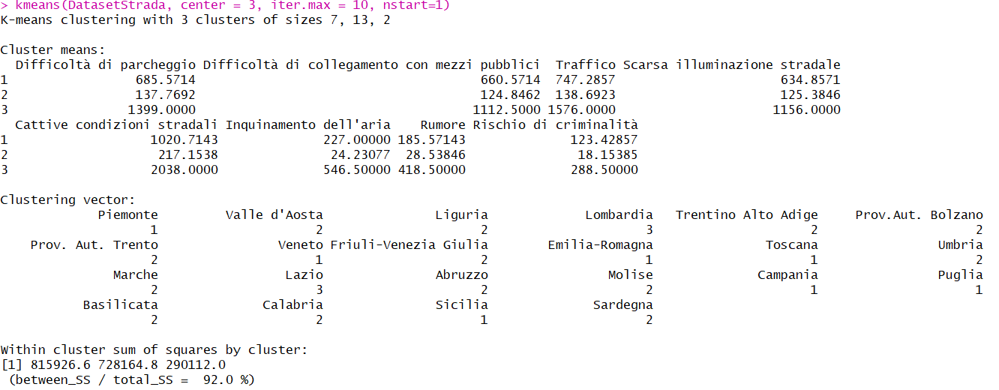 > kmeans(DatasetStrada, center = 3, iter.max = 10, nstart=1)
K-means clustering with 3 clusters of sizes 7, 13, 2
Cluster means:
Difficoltà di parcheggio Difficoltà di collegamento con mezzi pubblici Traffico Scarsa illuminazione stradale
1 685.5714 660.5714 747.2857 634.8571
2 137.7692 124.8462 138.6923 125.3846
3 1399.0000 1112.5000 1576.0000 1156.0000
Cattive condizioni stradali Inquinamento dell'aria Rumore Rischio di criminalità
1 1020.7143 227.00000 185.57143 123.42857
2 217.1538 24.23077 28.53846 18.15385
3 2038.0000 546.50000 418.50000 288.50000
Clustering vector:
Piemonte Valle d'Aosta Liguria Lombardia Trentino Alto Adige Prov.Aut. Bolzano
1 2 2 3 2 2
Prov. Aut. Trento Veneto Friuli-Venezia Giulia Emilia-Romagna Toscana Umbria
2 1 2 1 1 2
Marche Lazio Abruzzo Molise Campania Puglia
2 3 2 2 1 1
Basilicata Calabria Sicilia Sardegna
2 2 1 2
Within cluster sum of squares by cluster:
[1] 815926.6 728164.8 290112.0
(between_SS / total_SS =  92.0 %)